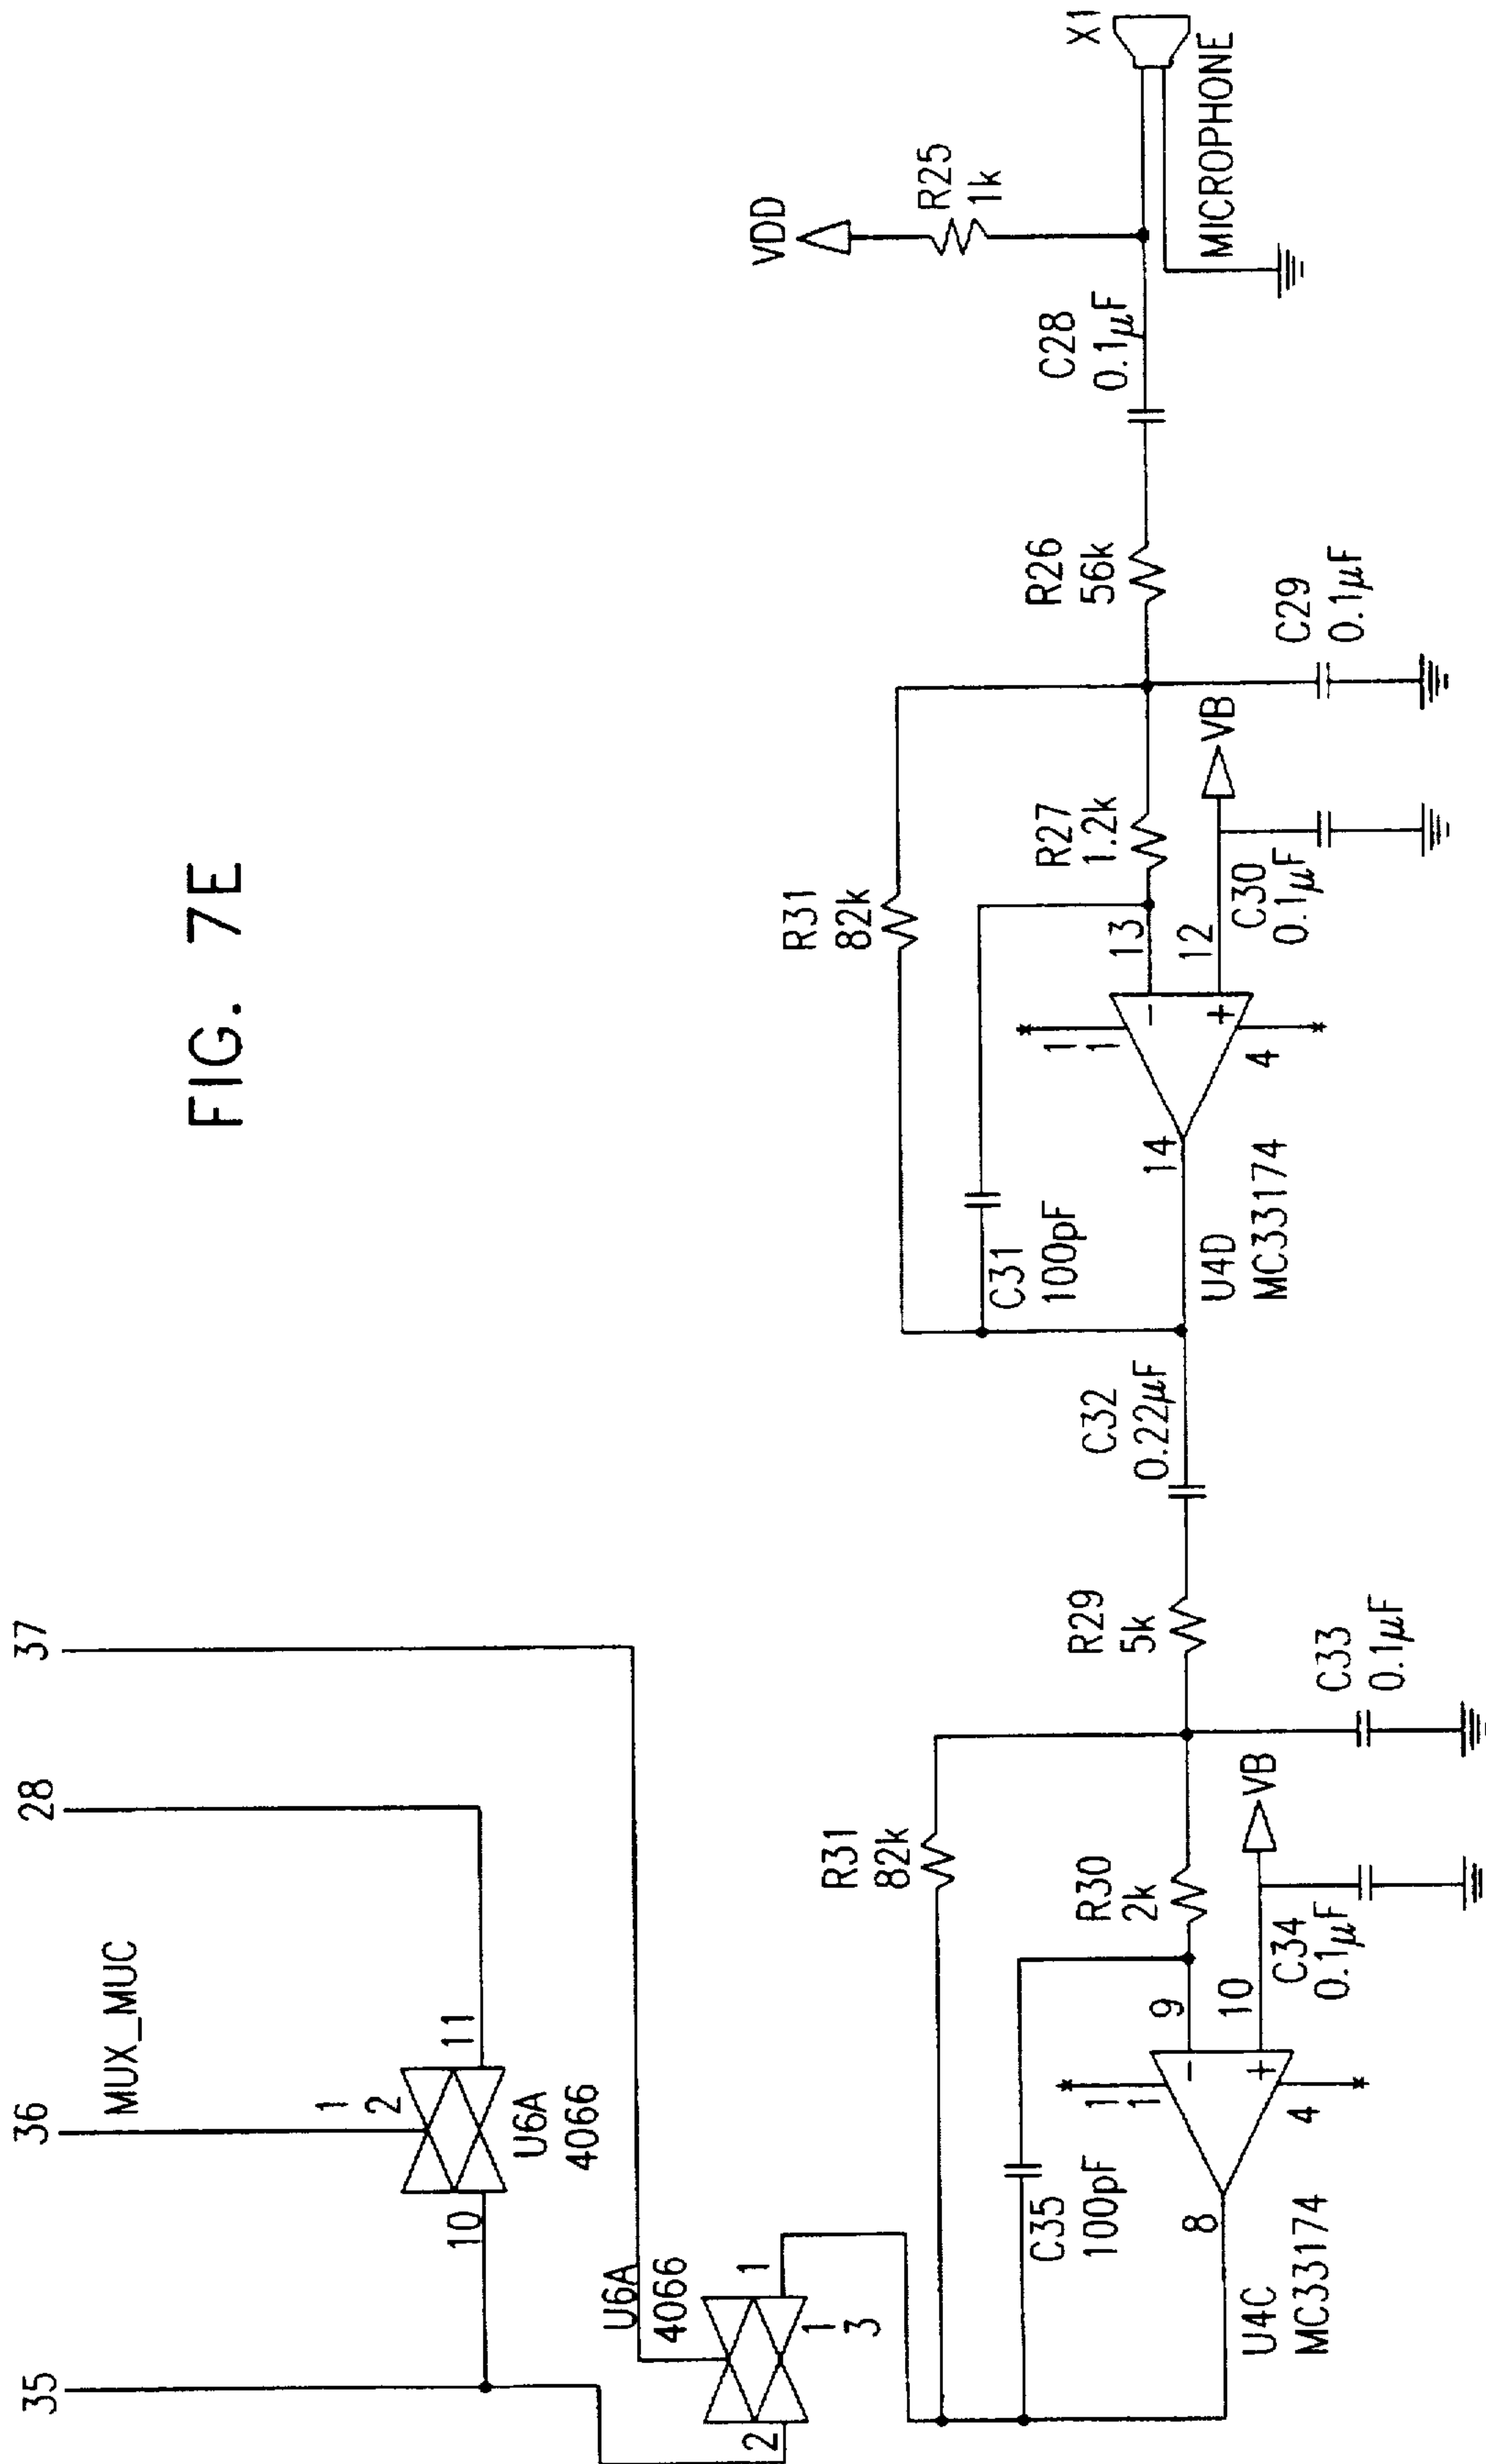 FIG. 7E
35
36
28
37
MUX_MUC
1
2
10
11
U6A
4066
U6A
4066
2
1
1
3
R31
82k
C35
100pF
R30
2k
9
10
1
1
4
8
U4C
MC33174
C34
0.1µF
VB
C33
0.1µF
R29
5k
C32
0.22µF
R31
82k
C31
100pF
R27
1.2k
13
12
1
1
4
14
U4D
MC33174
C30
0.1µF
VB
C29
0.1µF
R26
56k
C28
0.1µF
VDD
R25
1k
X1
MICROPHONE